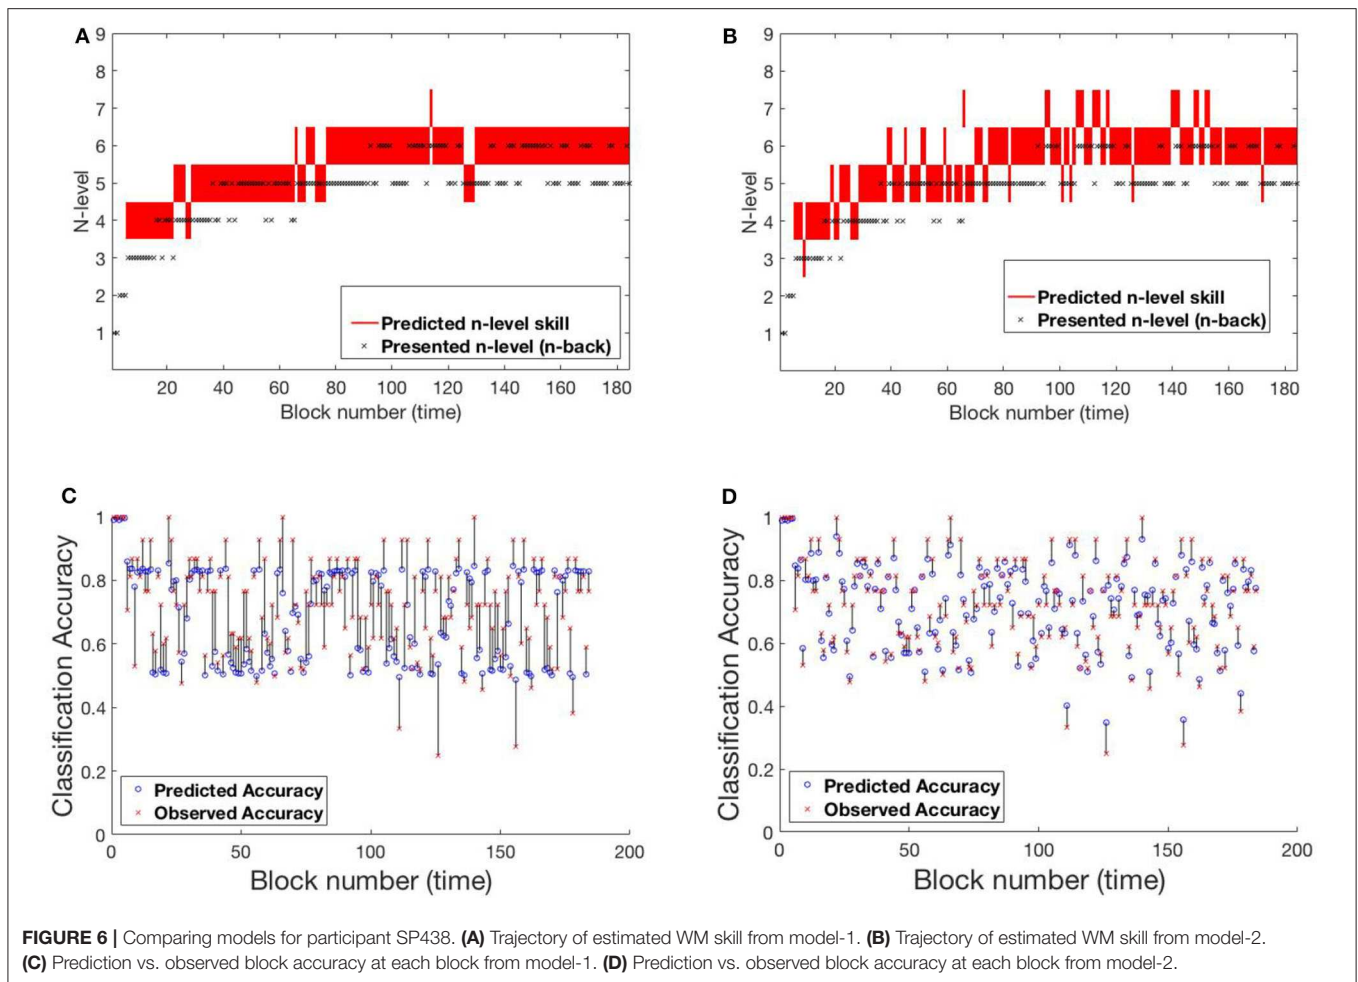 A
9
8
7
6
5
4
3
2
1
N-level
Predicted n-level skill
Presented n-level (n-back)
20 40 60 80 100 120 140 160 180
Block number (time)
B
9
8
7
6
5
4
3
2
1
N-level
Predicted n-level skill
Presented n-level (n-back)
20 40 60 80 100 120 140 160 180
Block number (time)
C
1
0.8
0.6
0.4
0.2
0
Classification Accuracy
Predicted Accuracy
Observed Accuracy
0 50 100 150 200
Block number (time)
D
1
0.8
0.6
0.4
0.2
0
Classification Accuracy
Predicted Accuracy
Observed Accuracy
0 50 100 150 200
Block number (time)
FIGURE 6 | Comparing models for participant SP438. (A) Trajectory of estimated WM skill from model-1. (B) Trajectory of estimated WM skill from model-2.
(C) Prediction vs. observed block accuracy at each block from model-1. (D) Prediction vs. observed block accuracy at each block from model-2.